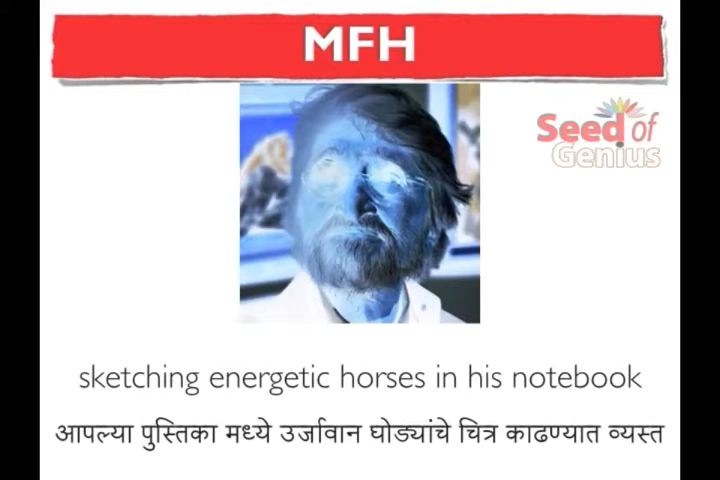 MFH
Seed of
Genius
sketching energetic horses in his notebook
आपल्या पुस्तिका मध्ये उर्जावान घोड्यांचे चित्र काढण्यात व्यस्त